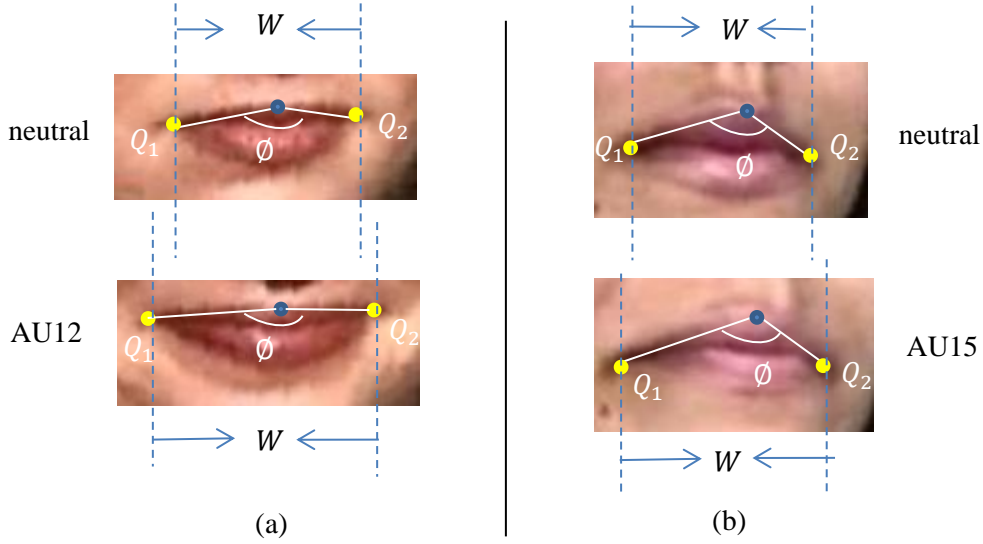 W
neutral
Q₁
Q₂
Ø
AU12
Q₁
Q₂
Ø
W
(a)
W
neutral
Q₁
Q₂
Ø
AU15
Q₁
Q₂
Ø
W
(b)